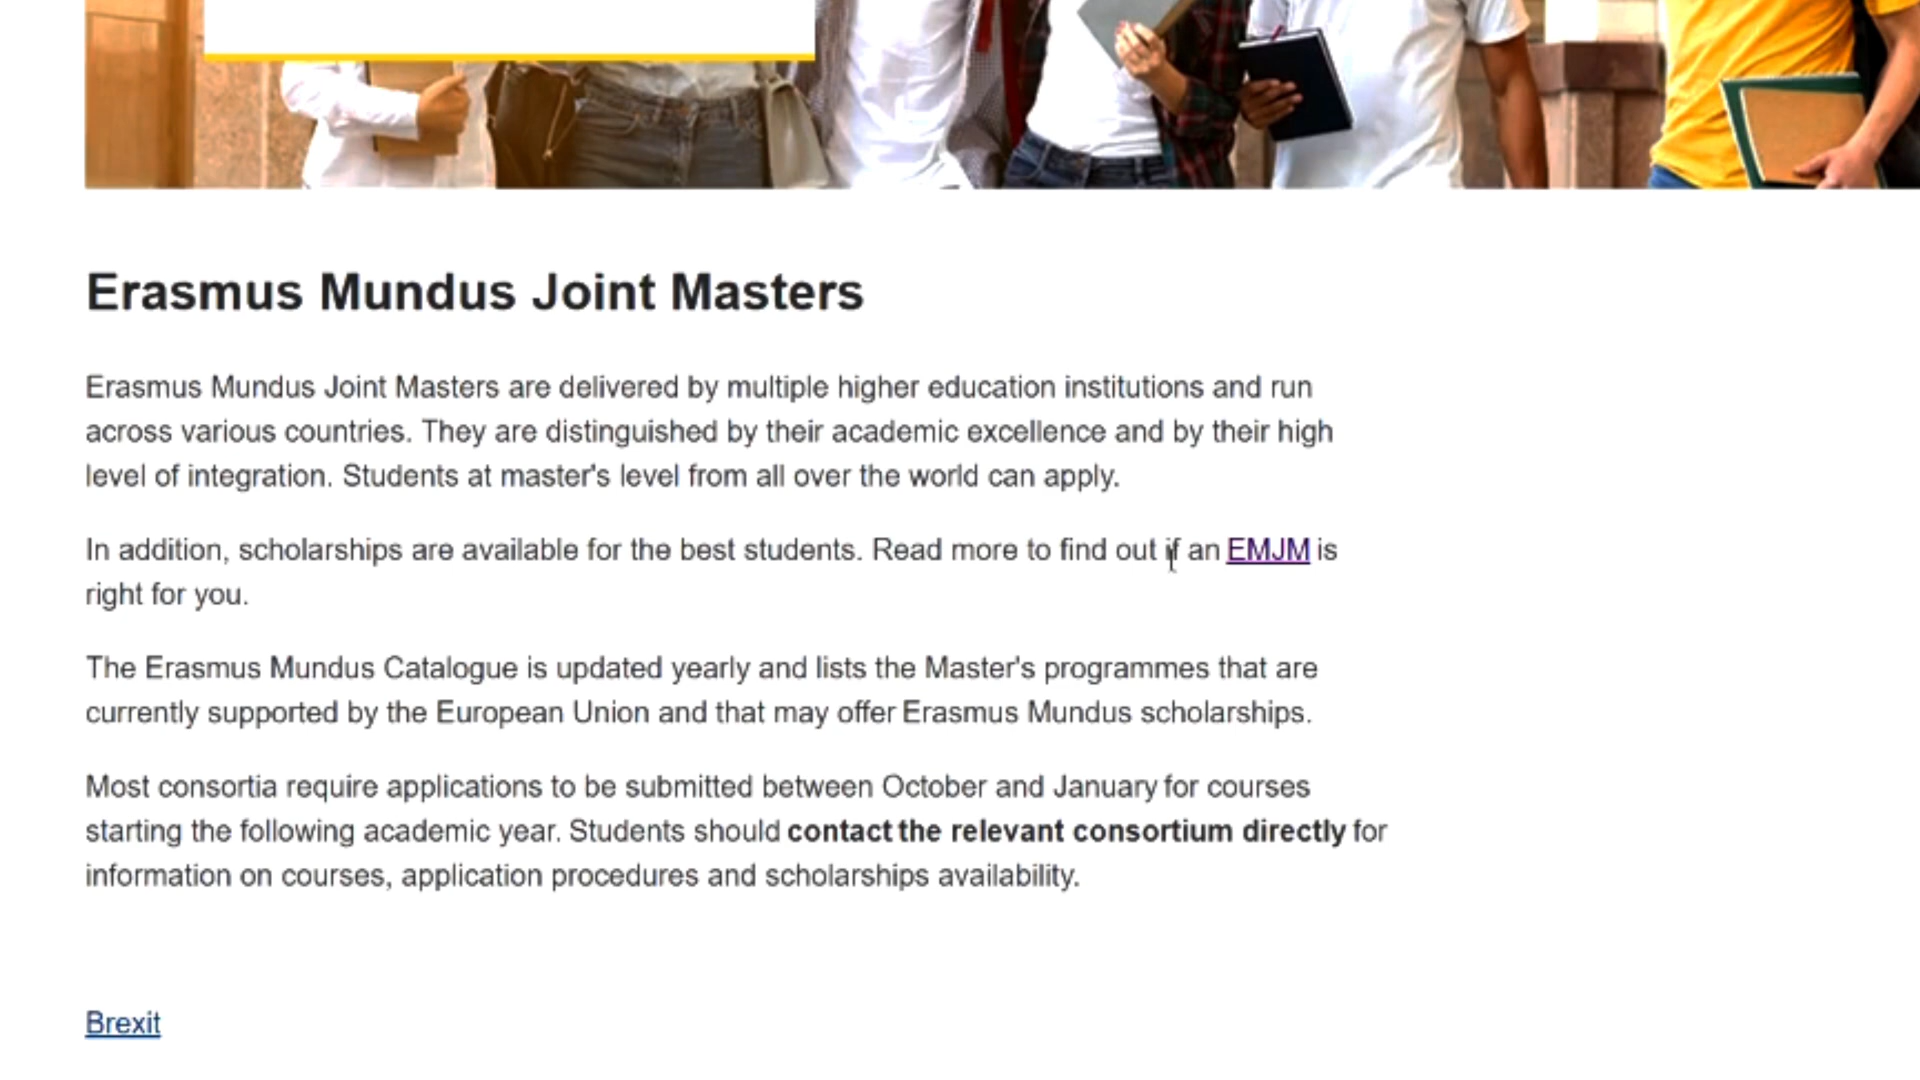 Erasmus Mundus Joint Masters
Erasmus Mundus Joint Masters are delivered by multiple higher education institutions and run
across various countries. They are distinguished by their academic excellence and by their high
level of integration. Students at master's level from all over the world can apply.
In addition, scholarships are available for the best students. Read more to find out if an EMJM is
right for you.
The Erasmus Mundus Catalogue is updated yearly and lists the Master's programmes that are
currently supported by the European Union and that may offer Erasmus Mundus scholarships.
Most consortia require applications to be submitted between October and January for courses
starting the following academic year. Students should contact the relevant consortium directly for
information on courses, application procedures and scholarships availability.
Brexit